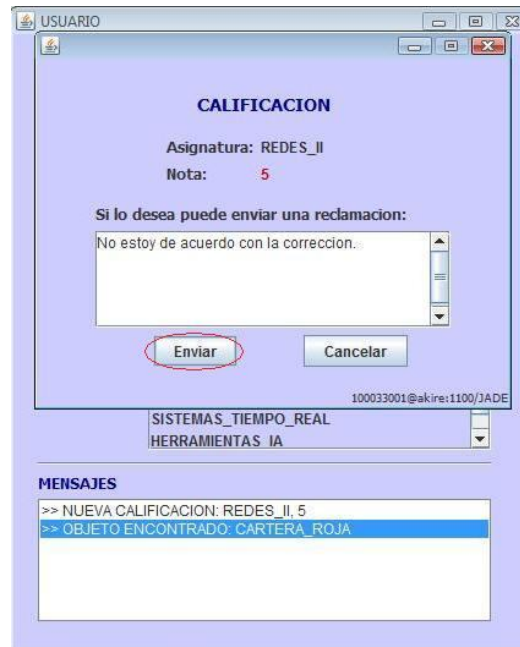 USUARIO
CALIFICACION
Asignatura: REDES_II
Nota: 5
Si lo desea puede enviar una reclamacion:
No estoy de acuerdo con la correccion.
Enviar Cancelar
100033001@akire:1100/JADE
SISTEMAS_TIEMPO_REAL
HERRAMIENTAS_IA
MENSAJES
>> NUEVA CALIFICACION: REDES_II, 5
>> OBJETO ENCONTRADO: CARTERA_ROJA